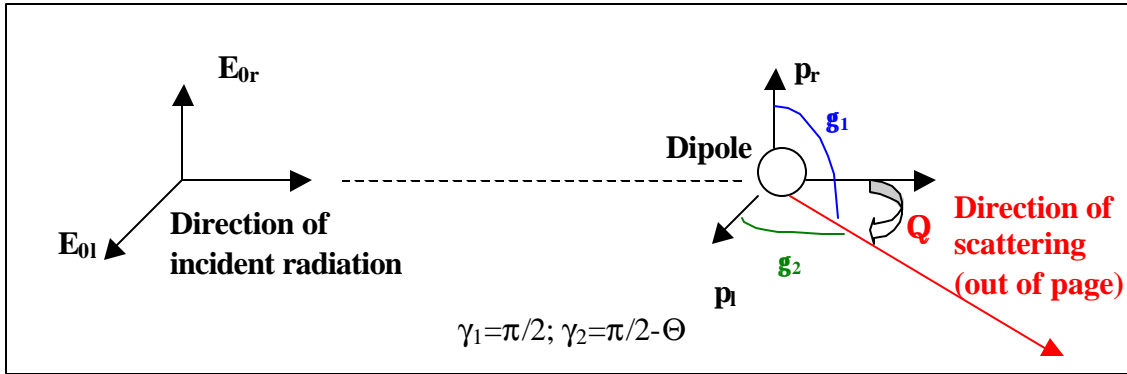 E0r
pr
g1
Dipole
E0l
Direction of
incident radiation
Q
Direction of
scattering
(out of page)
g2
pl
γ1=π/2; γ2=π/2-Θ